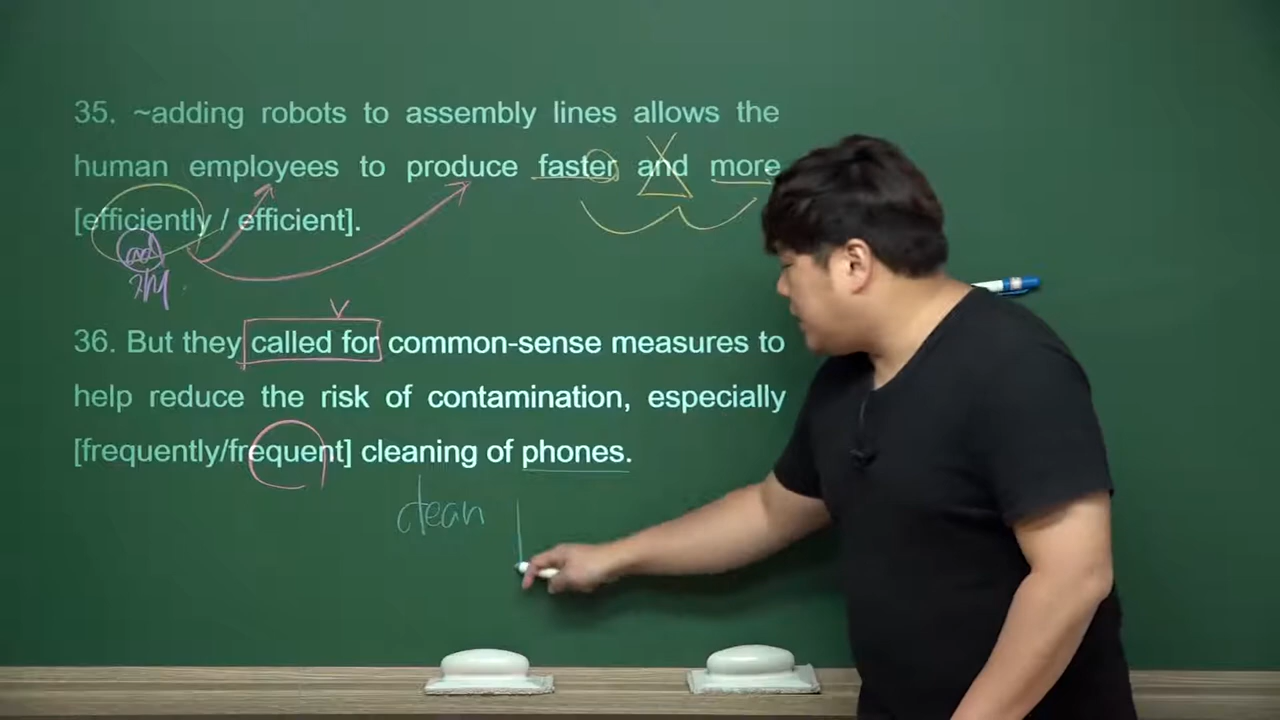 35. ~adding robots to assembly lines allows the
human employees to produce faster and more
[efficiently / efficient].
36. But they called for common-sense measures to
help reduce the risk of contamination, especially
[frequently/frequent] cleaning of phones.
clean